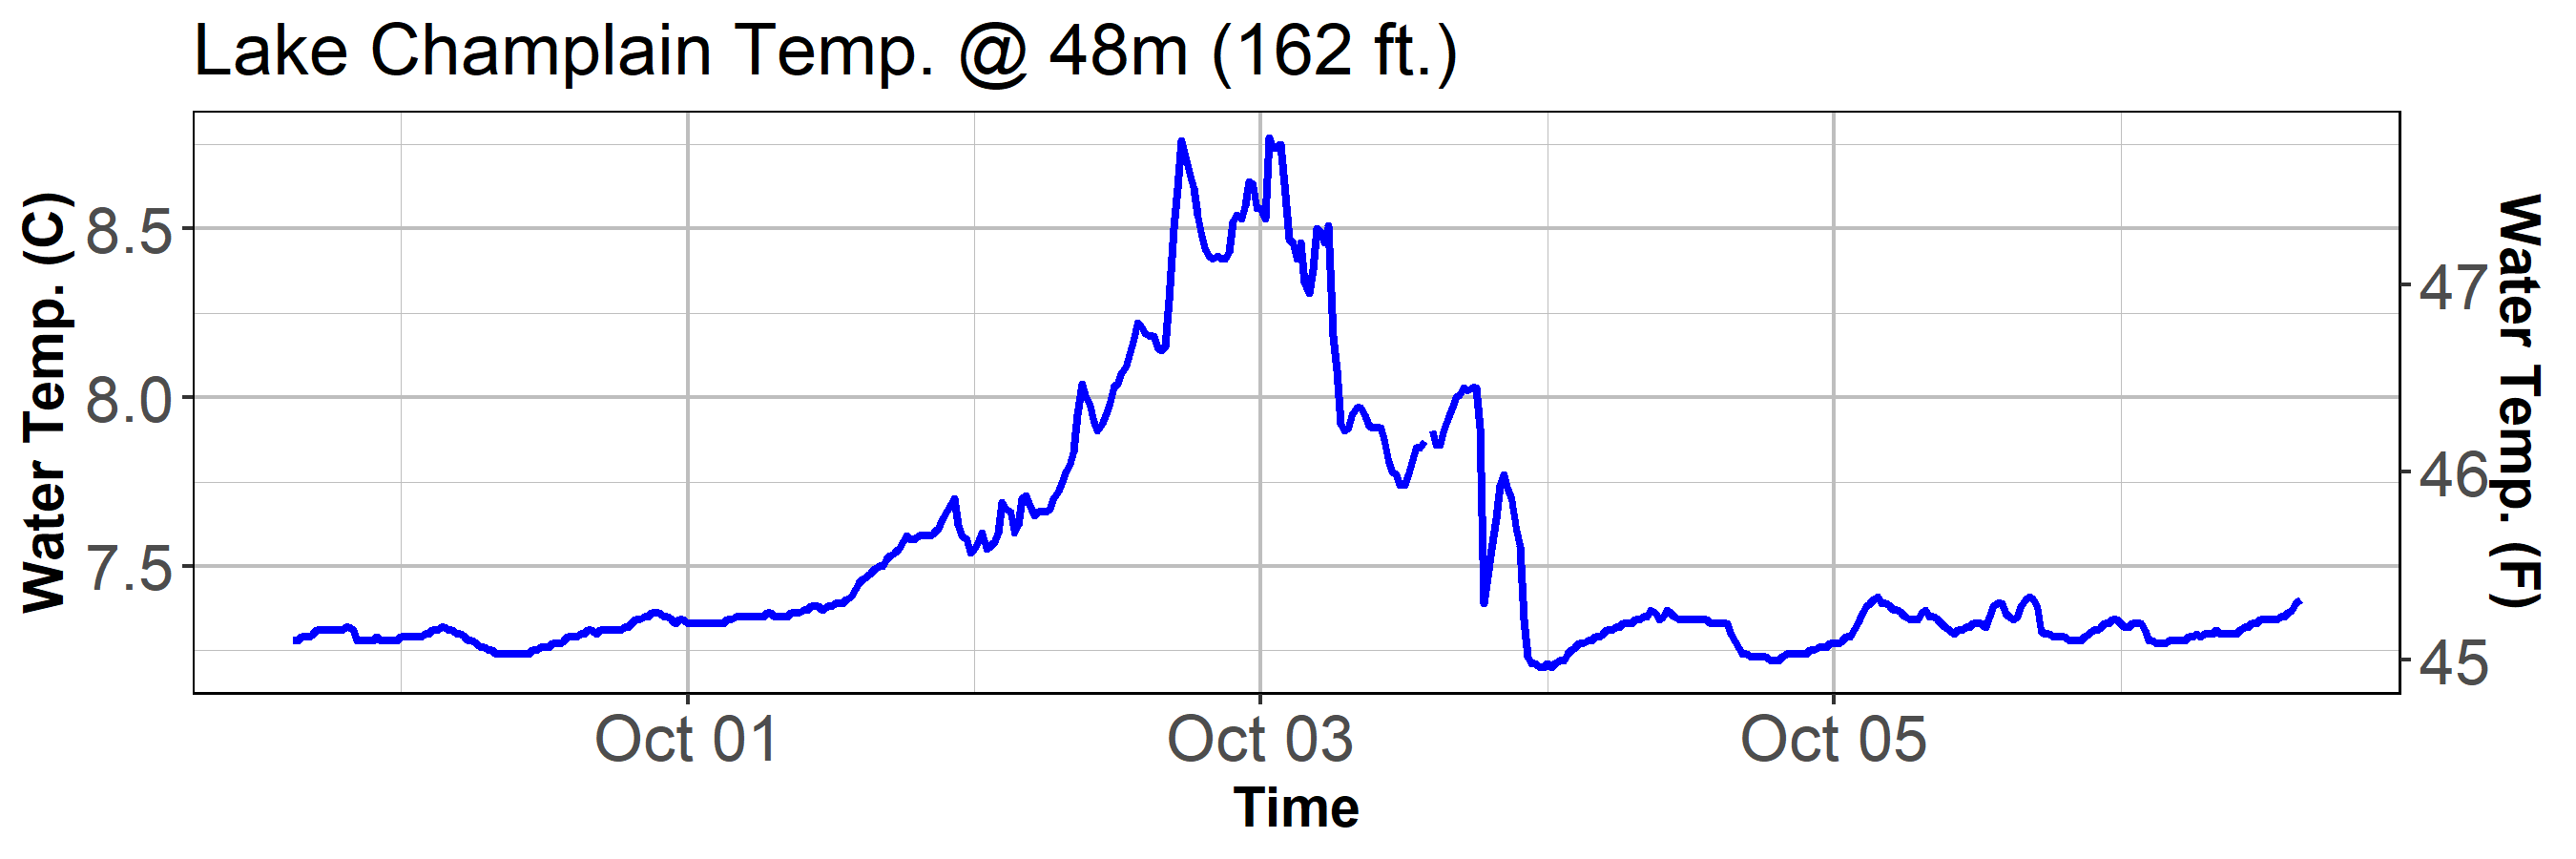 Lake Champlain Temp. @ 48m (162 ft.)
Water Temp. (C)
8.5
8.0
7.5
47
46
45
Water Temp. (F)
Oct 01
Oct 03
Oct 05
Time